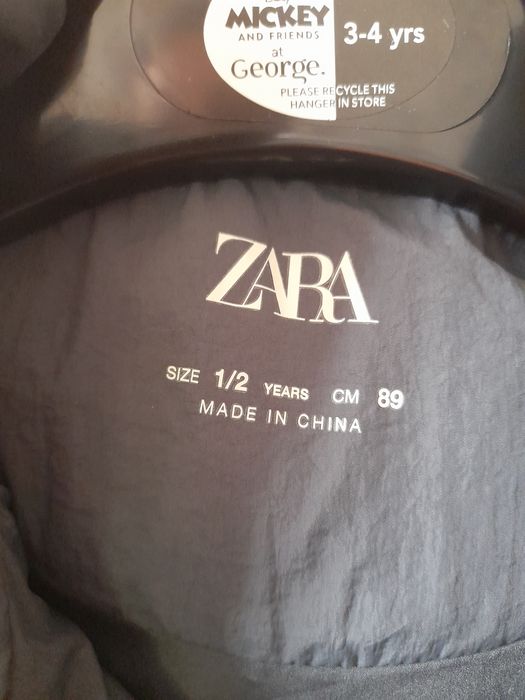 MICKEY
AND FRIENDS
at
George.
3-4 yrs
PLEASE RECYCLE THIS
HANGER IN STORE
ZARA
SIZE 1/2 YEARS CM 89
MADE IN CHINA